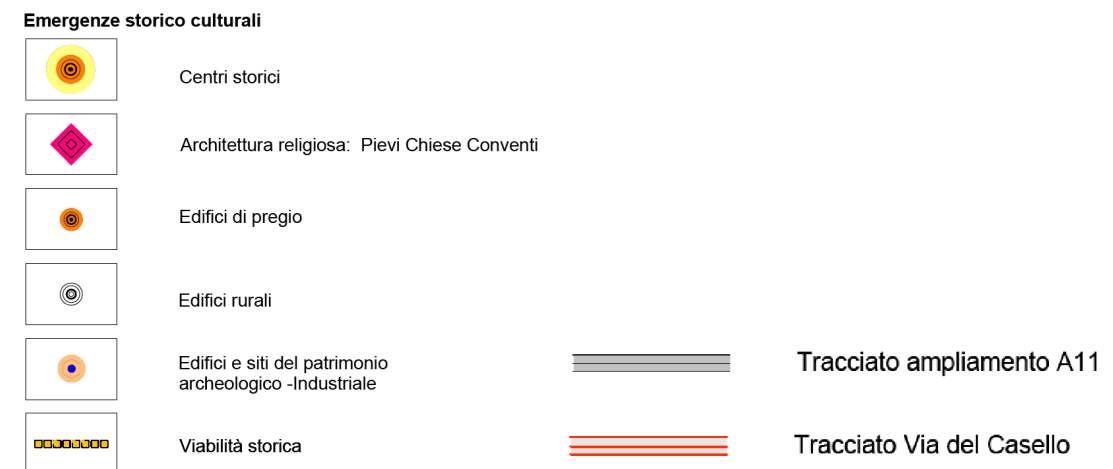 Emergenze storico culturali
Centri storici
Architettura religiosa: Pievi Chiese Conventi
Edifici di pregio
Edifici rurali
Edifici e siti del patrimonio
archeologico -Industriale
Tracciato ampliamento A11
Viabilità storica
Tracciato Via del Casello